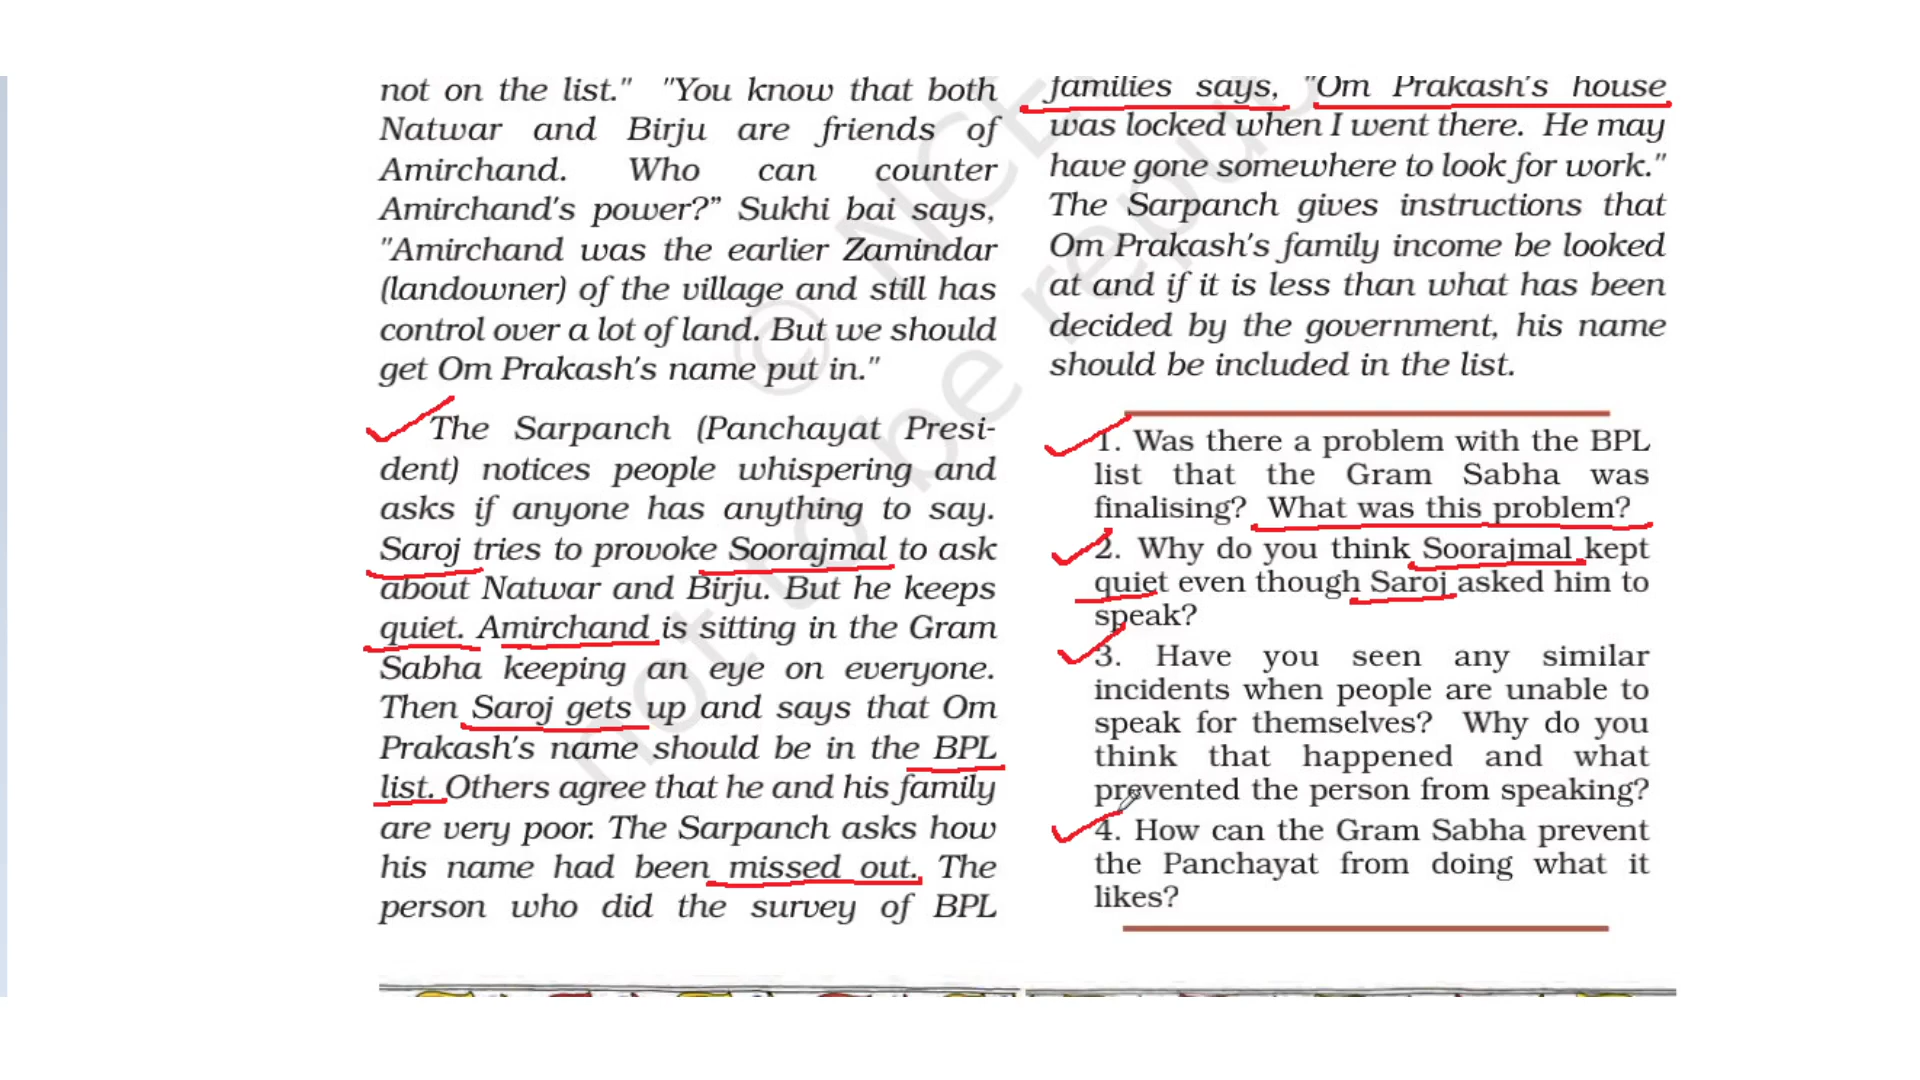 not on the list." "You know that both
Natwar and Birju are friends of
Amirchand. Who can counter
Amirchand's power?” Sukhi bai says,
"Amirchand was the earlier Zamindar
(landowner) of the village and still has
control over a lot of land. But we should
get Om Prakash's name put in."
The Sarpanch (Panchayat Presi-
dent) notices people whispering and
asks if anyone has anything to say.
Saroj tries to provoke Soorajmal to ask
about Natwar and Birju. But he keeps
quiet. Amirchand is sitting in the Gram
Sabha keeping an eye on everyone.
Then Saroj gets up and says that Om
Prakash's name should be in the BPL
list. Others agree that he and his family
are very poor. The Sarpanch asks how
his name had been missed out. The
person who did the survey of BPL
families says, "Om Prakash's house
was locked when I went there. He may
have gone somewhere to look for work."
The Sarpanch gives instructions that
Om Prakash's family income be looked
at and if it is less than what has been
decided by the government, his name
should be included in the list.
1. Was there a problem with the BPL
list that the Gram Sabha was
finalising? What was this problem?
2. Why do you think Soorajmal kept
quiet even though Saroj asked him to
speak?
3. Have you seen any similar
incidents when people are unable to
speak for themselves? Why do you
think that happened and what
prevented the person from speaking?
4. How can the Gram Sabha prevent
the Panchayat from doing what it
likes?
not to be